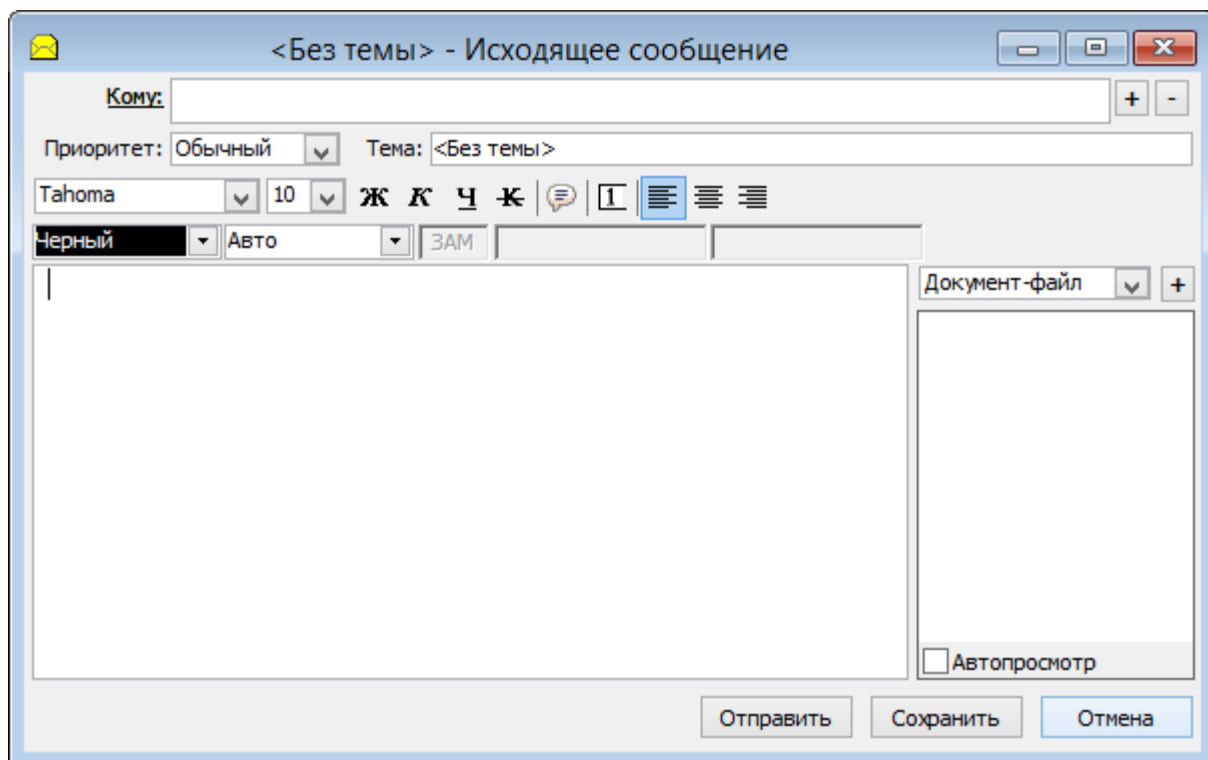 <Без темы> - Исходящее сообщение
Кому: + -
Приоритет: Обычный Тема: <Без темы>
Tahoma 10 Ж К Ч К 1
Черный Авто ЗАМ
Документ-файл +
Автопросмотр
Отправить Сохранить Отмена